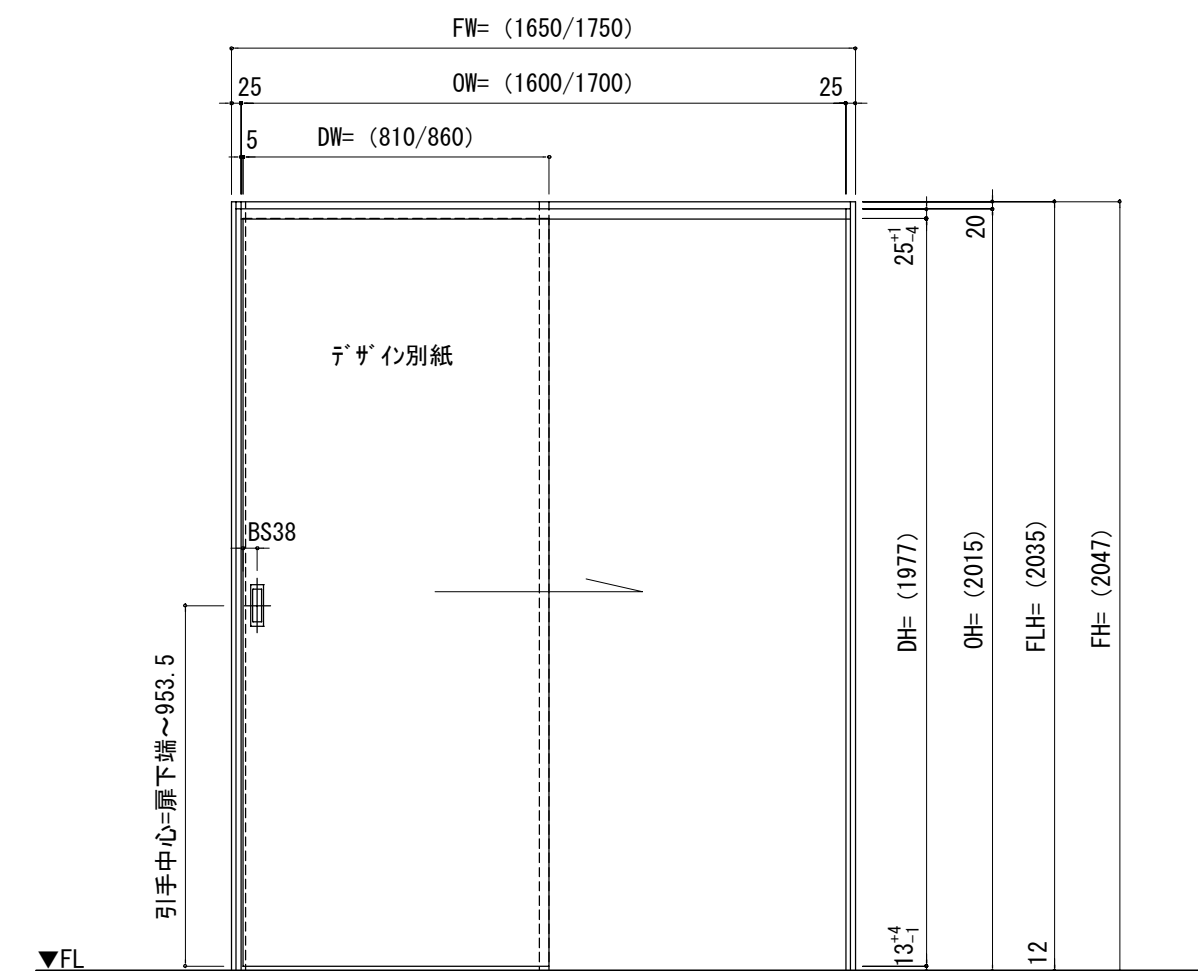 FW= (1650/1750)
25
OW= (1600/1700)
25
5
DW= (810/860)
25+1-4
20
デザイン別紙
BS38
DH= (1977)
OH= (2015)
FLH= (2035)
FH= (2047)
引手中心=扉下端~953.5
13+4-1
12
▼FL